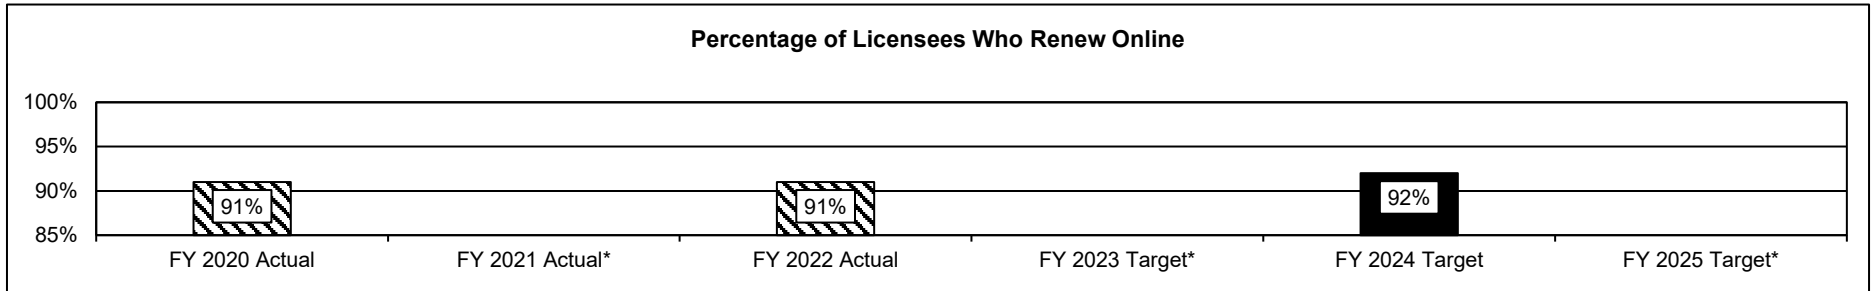 Percentage of Licensees Who Renew Online
100%
95%
90%
85%
91%
91%
92%
FY 2020 Actual
FY 2021 Actual*
FY 2022 Actual
FY 2023 Target*
FY 2024 Target
FY 2025 Target*